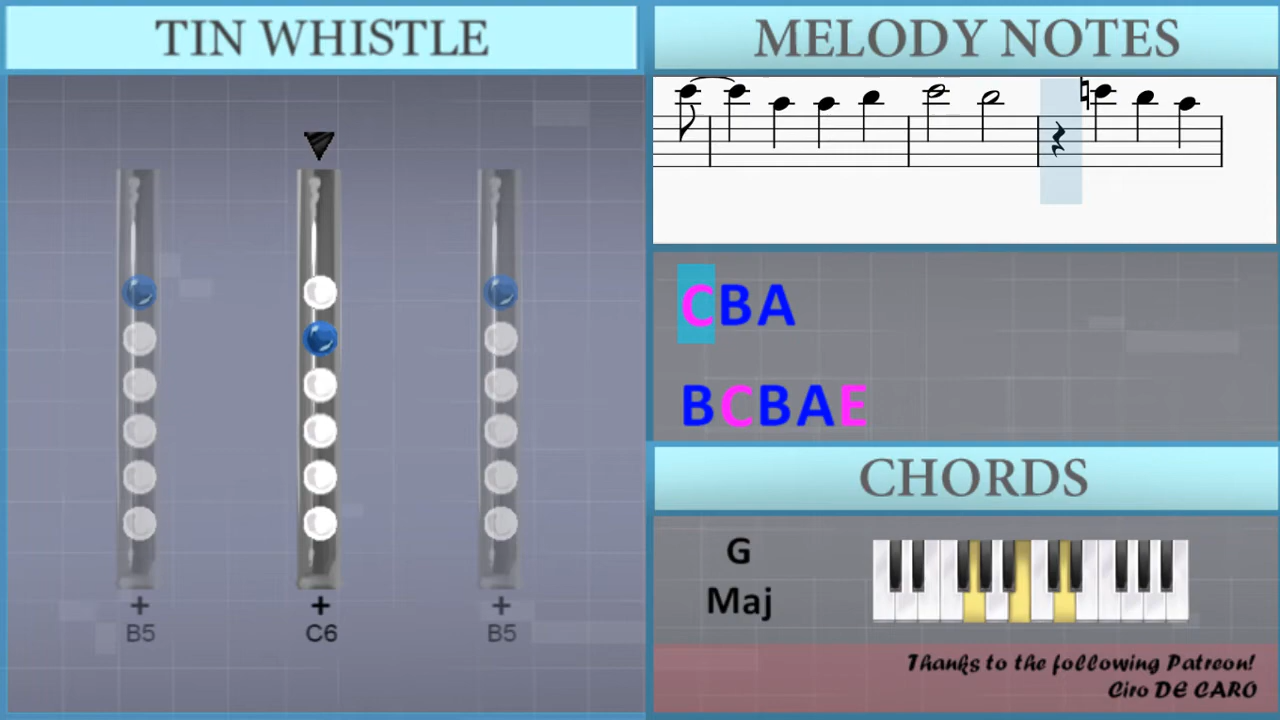 TIN WHISTLE
MELODY NOTES
+
B5
+
C6
+
B5
CBA
BCBAE
CHORDS
G
Maj
Thanks to the following Patreon!
Ciro DE CARO